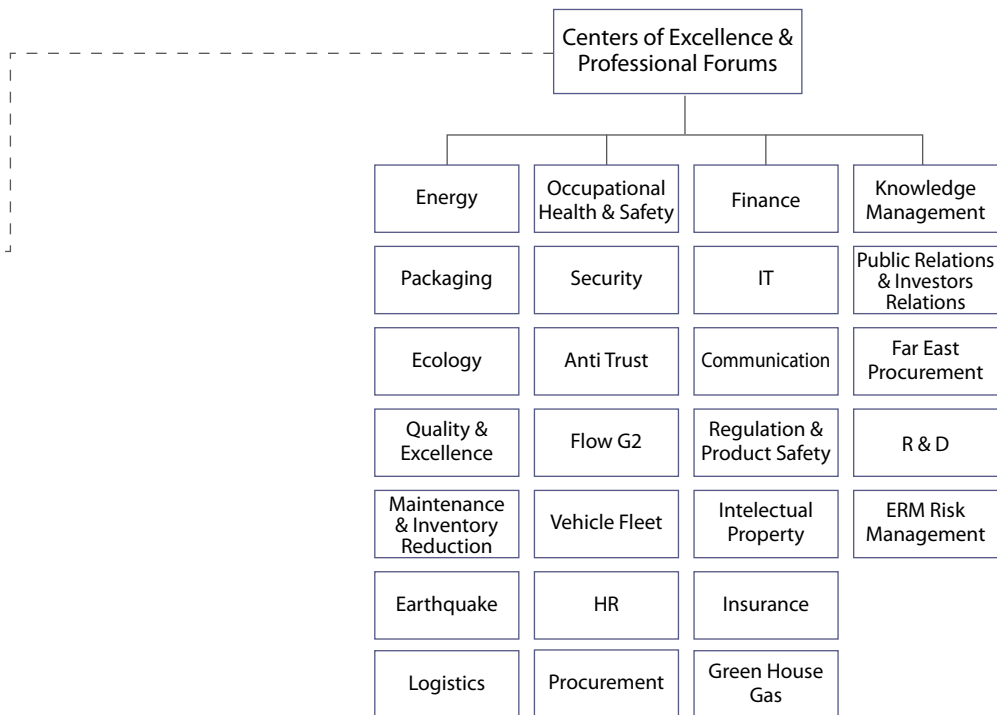 Centers of Excellence &
Professional Forums
Energy
Occupational
Health & Safety
Finance
Knowledge
Management
Packaging
Security
IT
Public Relations
& Investors
Relations
Ecology
Anti Trust
Communication
Far East
Procurement
Quality &
Excellence
Flow G2
Regulation &
Product Safety
R & D
Maintenance
& Inventory
Reduction
Vehicle Fleet
Intelectual
Property
ERM Risk
Management
Earthquake
HR
Insurance
Logistics
Procurement
Green House
Gas